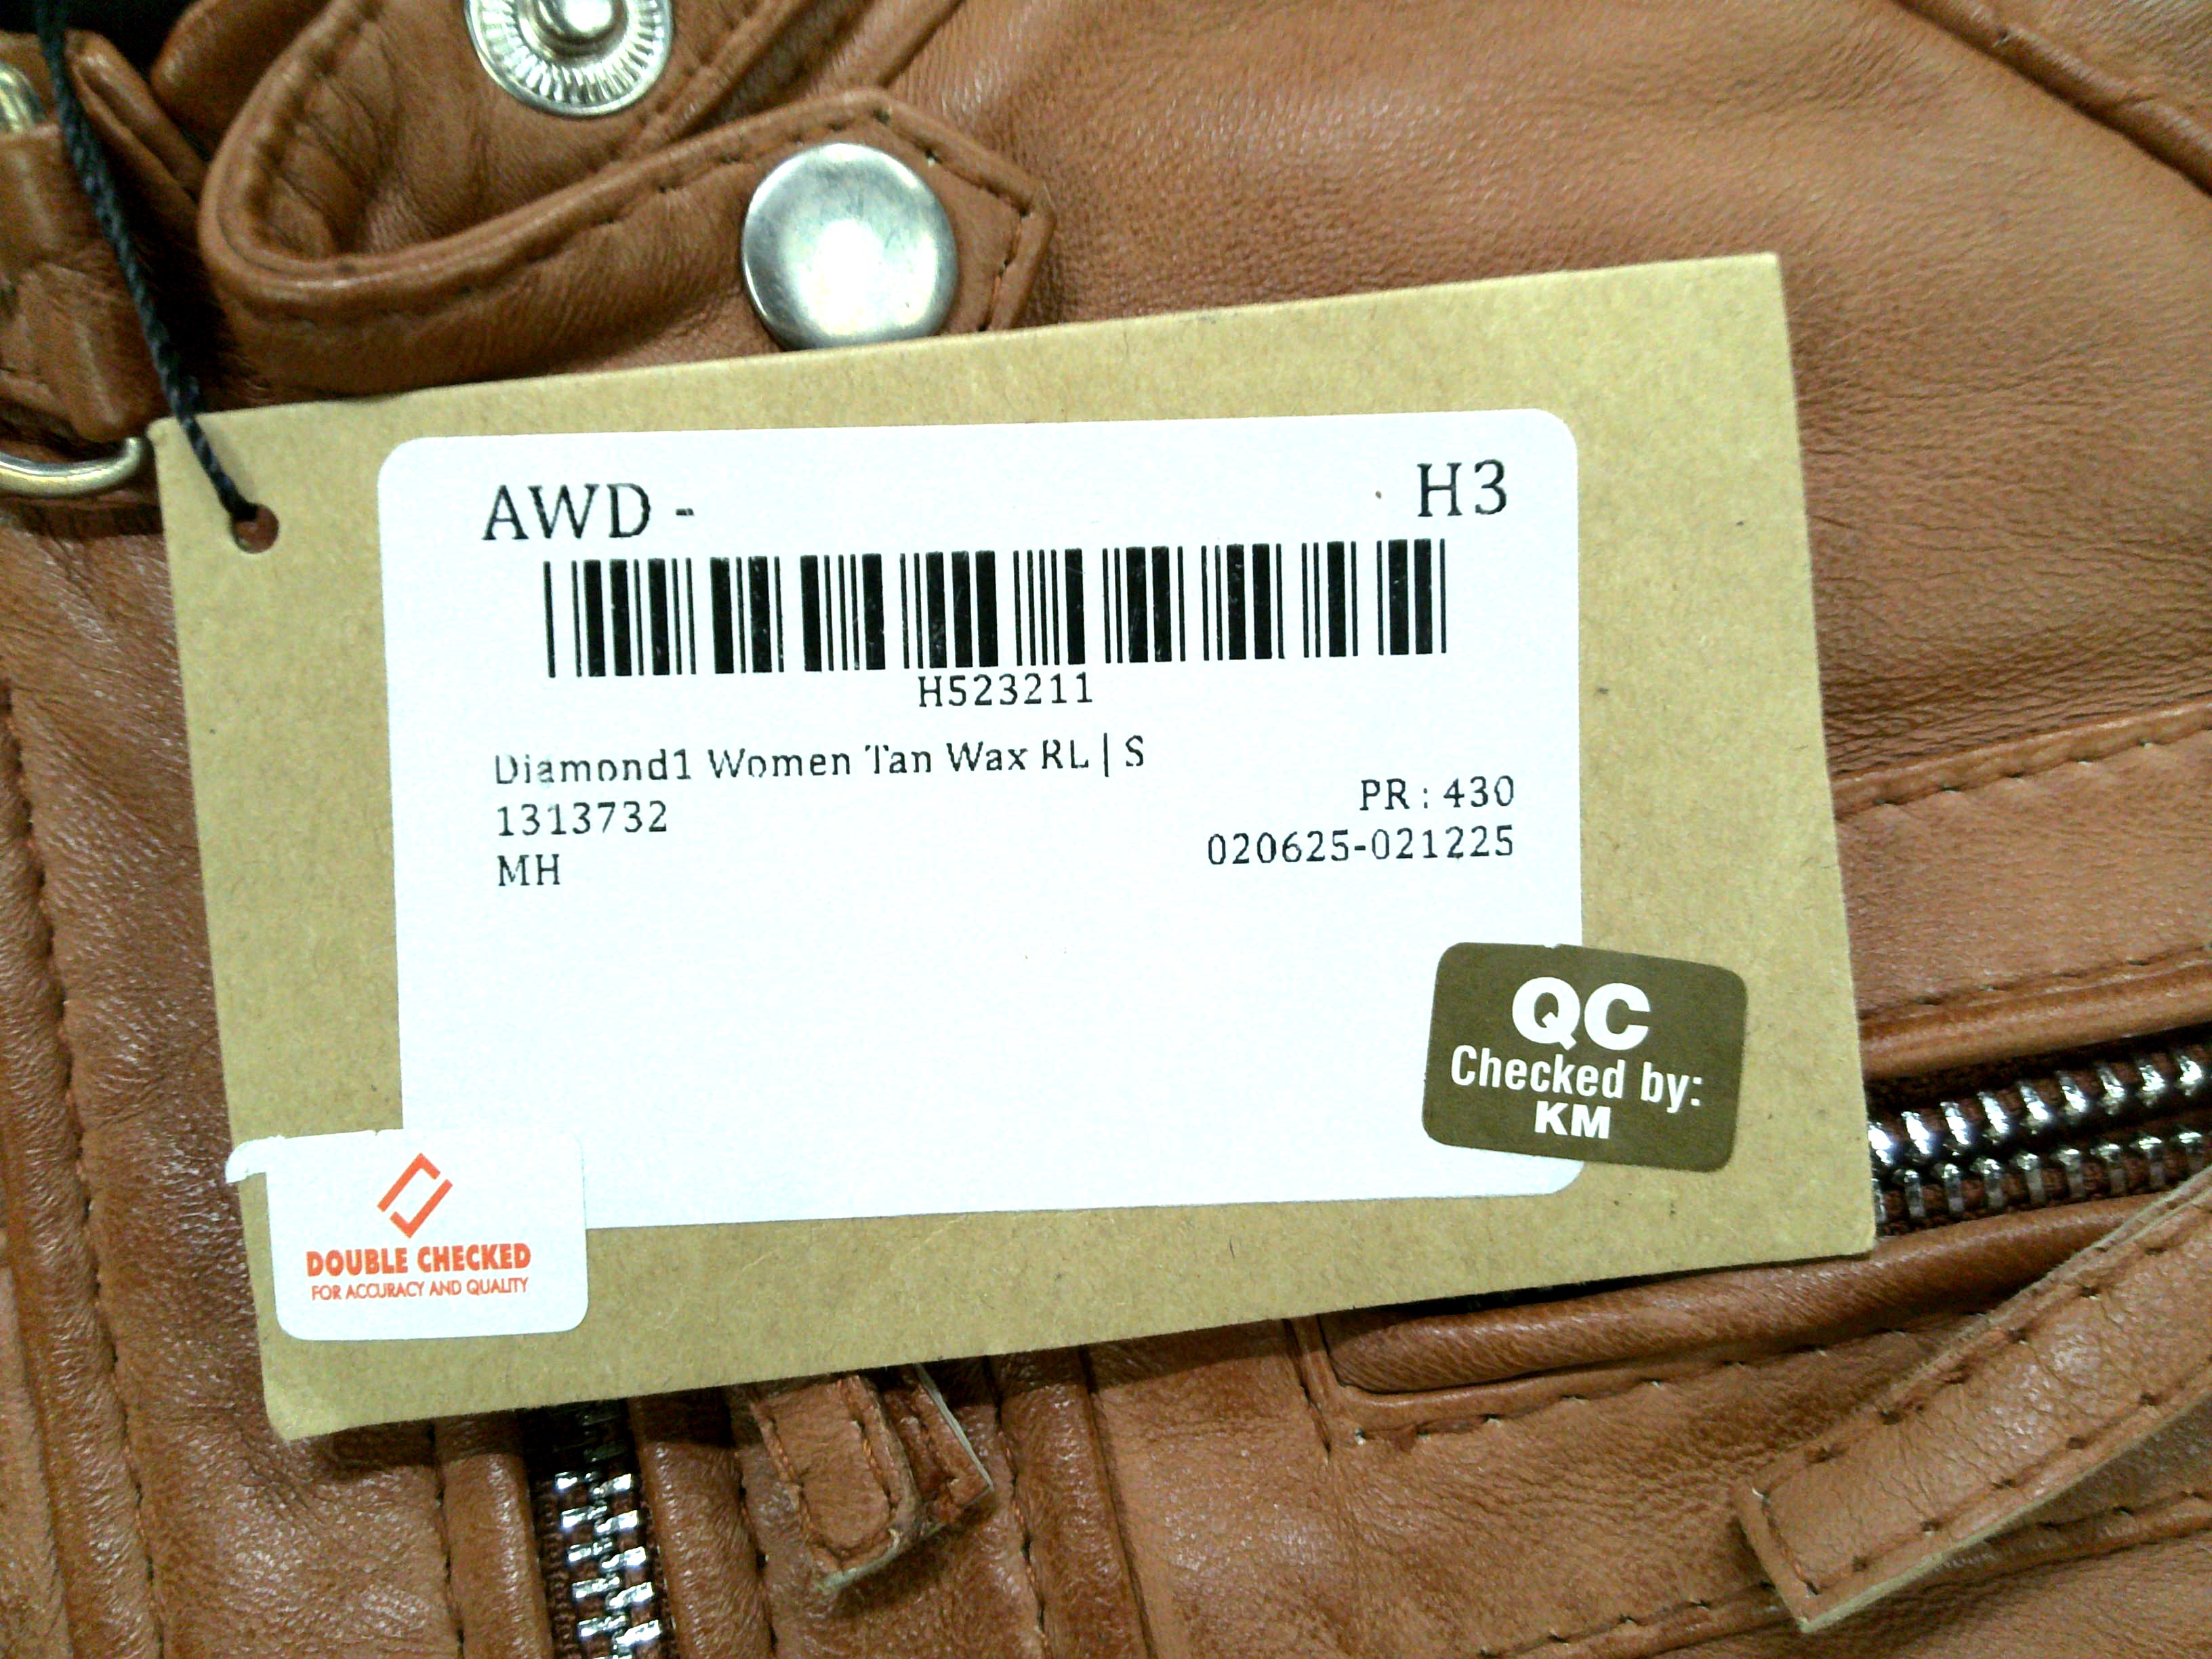 AWD - H3
H523211
Diamond1 Women Tan Wax RL | S
1313732 PR : 430
MH 020625-021225
QC
Checked by:
KM
DOUBLE CHECKED
FOR ACCURACY AND QUALITY